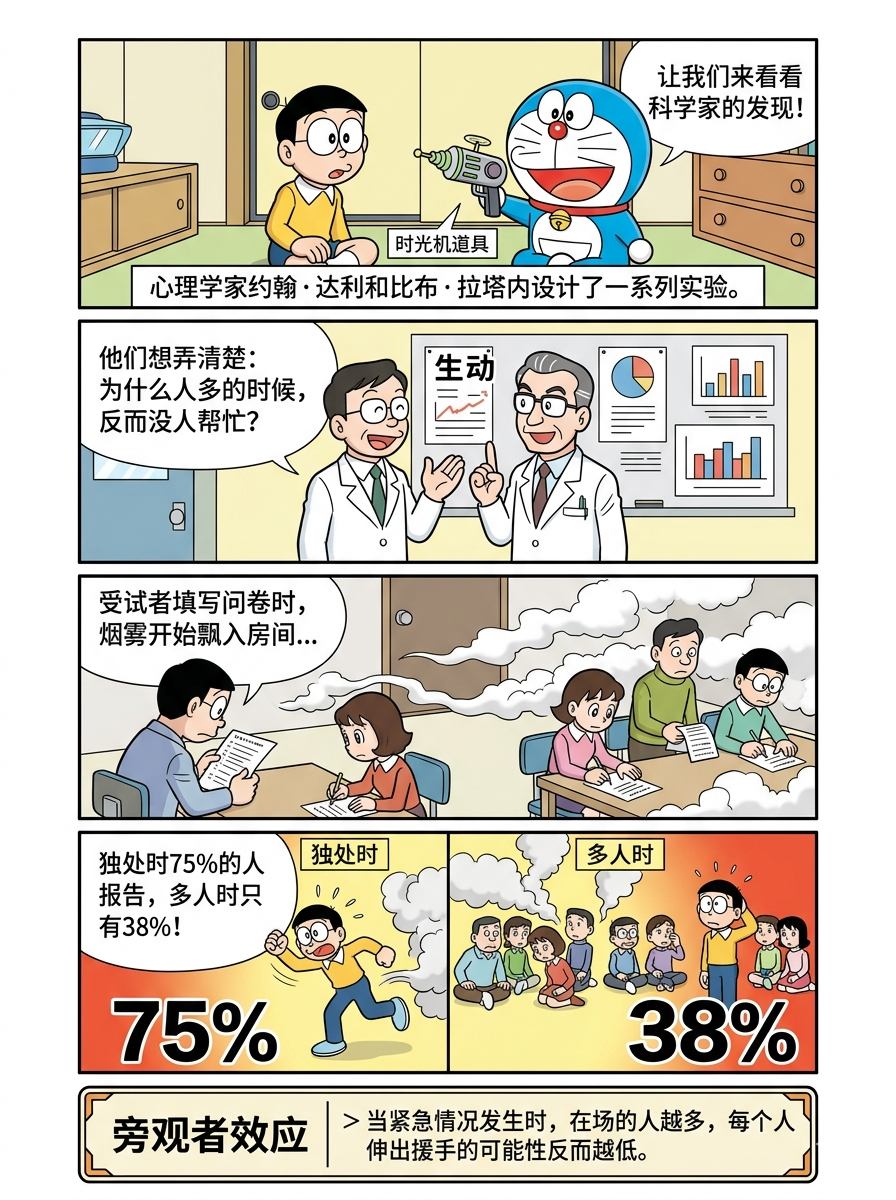 让我们来看看
科学家的发现!
时光机道具
心理学家约翰·达利和比布·拉塔内设计了一系列实验。
他们想弄清楚:
为什么人多的时候,
反而没人帮忙?
生动
受试者填写问卷时,
烟雾开始飘入房间...
独处时75%的人
报告,多人时只
有38%!
独处时
75%
多人时
38%
旁观者效应
> 当紧急情况发生时,在场的人越多,每个人
伸出援手的可能性反而越低。